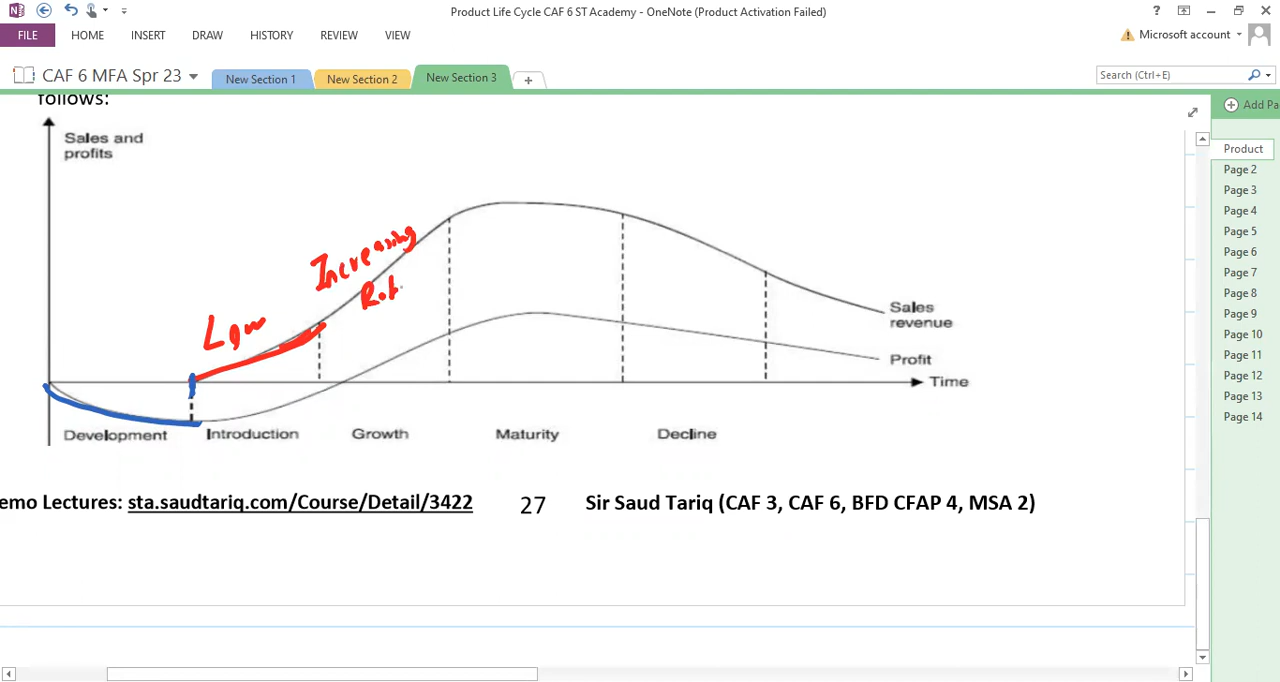 Product Life Cycle CAF 6 ST Academy - OneNote (Product Activation Failed)
FILE HOME INSERT DRAW HISTORY REVIEW VIEW
Microsoft account
CAF 6 MFA Spr 23
New Section 1 New Section 2 New Section 3
Search (Ctrl+E)
Add Pa
follows:
Sales and
profits
Increasing
Low
Sales
revenue
Profit
Time
Development Introduction Growth Maturity Decline
emo Lectures: sta.saudtariq.com/Course/Detail/3422 27 Sir Saud Tariq (CAF 3, CAF 6, BFD CFAP 4, MSA 2)
Product
Page 2
Page 3
Page 4
Page 5
Page 6
Page 7
Page 8
Page 9
Page 10
Page 11
Page 12
Page 13
Page 14